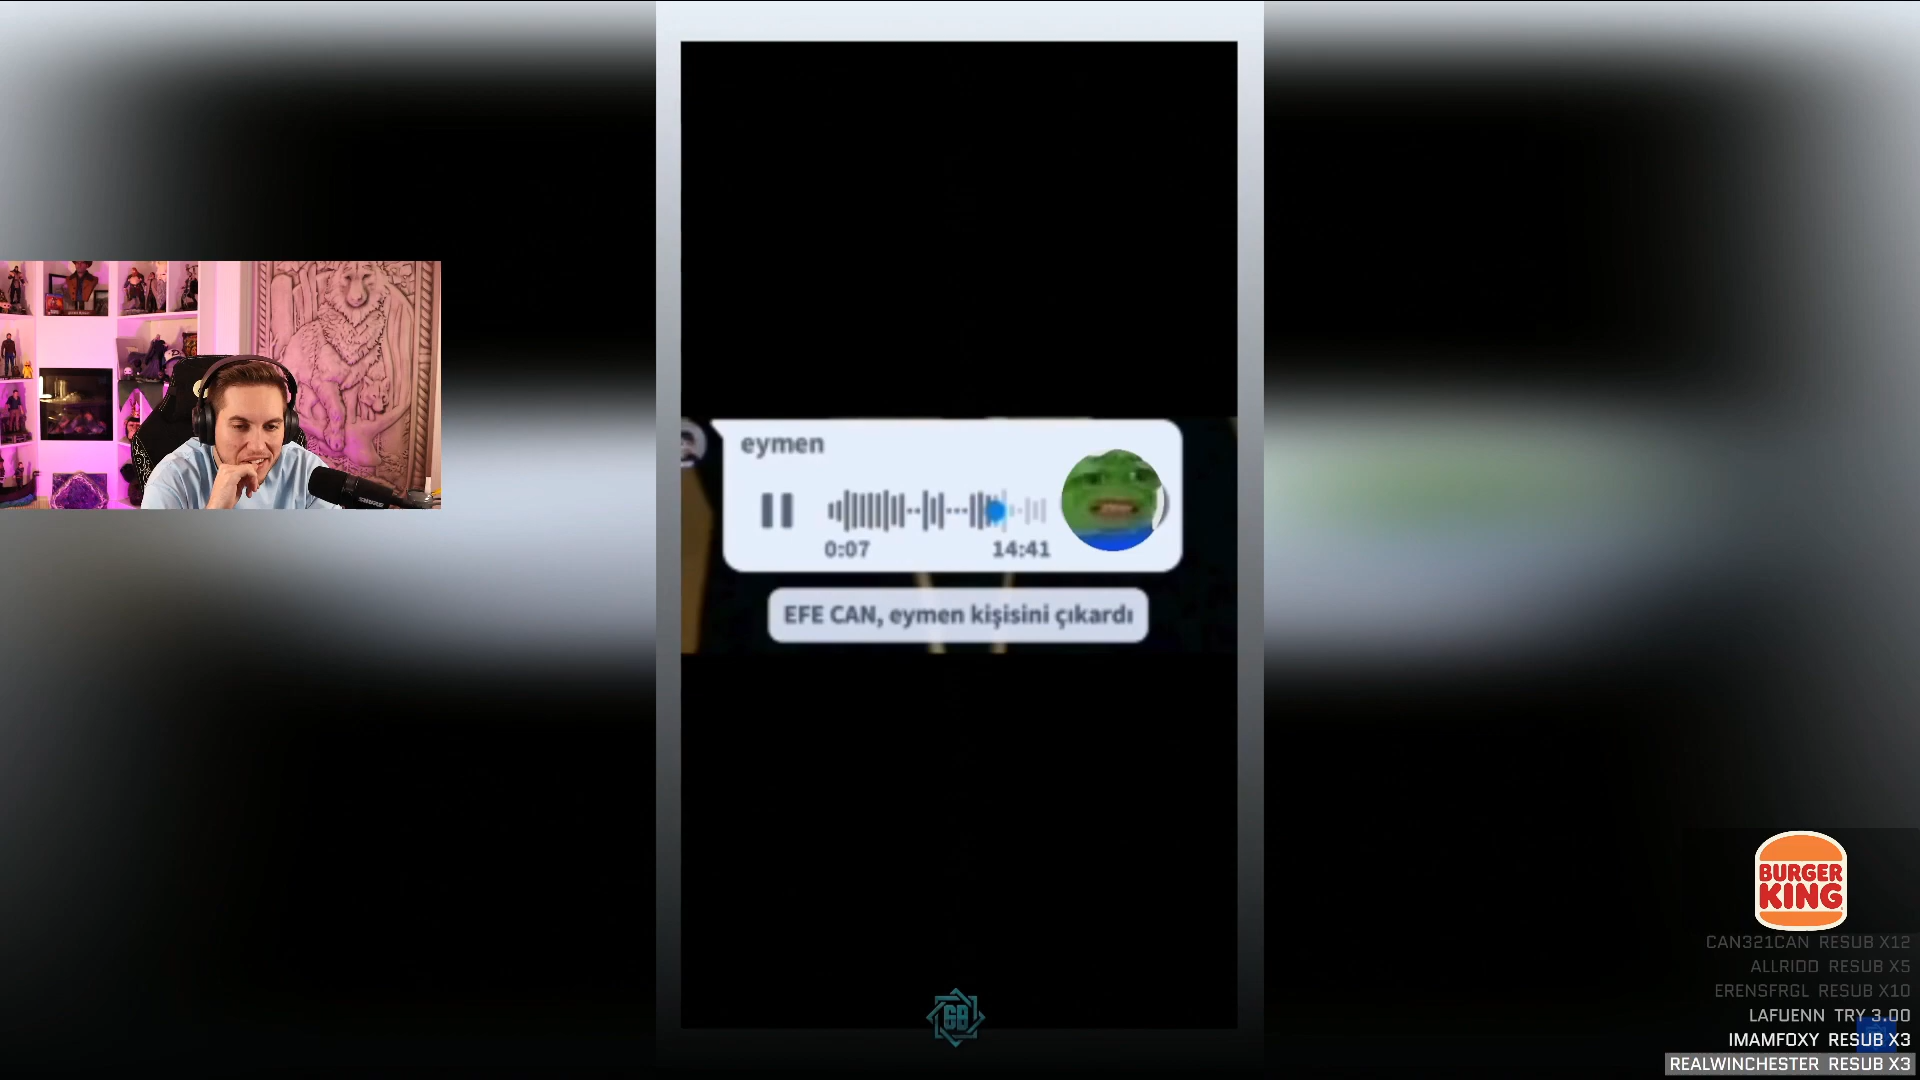 eymen
0:07
14:41
EFE CAN, eymen kişisini çıkardı
GB
BURGER
KING
CAN321CAN RESUB X12
ALLRIDD RESUB X5
ERENSFRGL RESUB X10
LAFUENN TRY 3.00
IMAMFOXY RESUB X3
REALWINCHESTER RESUB X3